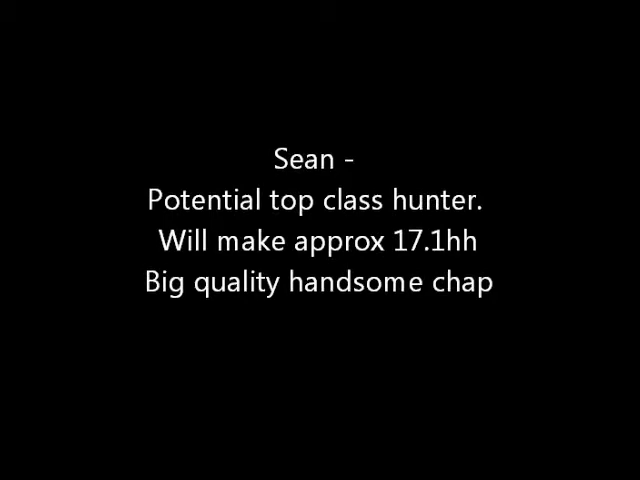 Sean -
Potential top class hunter.
Will make approx 17.1hh
Big quality handsome chap